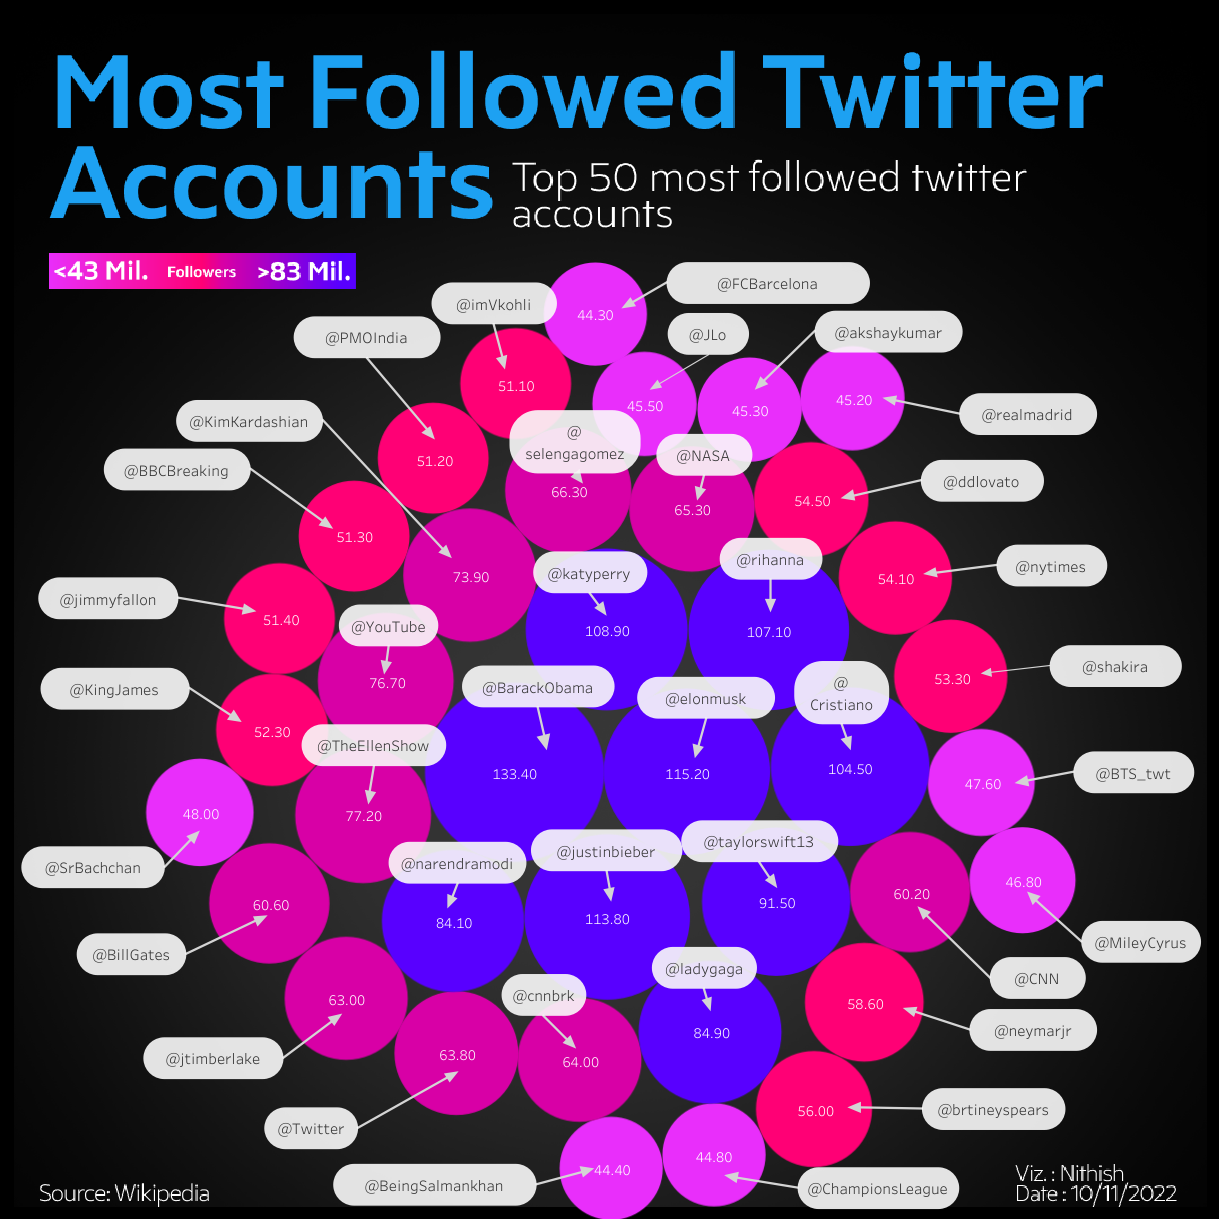 Most Followed Twitter
Accounts
Top 50 most followed twitter
accounts
<43 Mil. Followers >83 Mil.
@FCBarcelona
44.30
@imVkohli
51.10
@PMOIndia
51.20
@JLo
45.50
@akshaykumar
45.30
45.20
@realmadrid
@KimKardashian
73.90
@BBCBreaking
51.30
@
selengagomez
66.30
@NASA
65.30
54.50
@ddlovato
@jimmyfallon
51.40
@YouTube
76.70
@katyperry
108.90
@rihanna
107.10
54.10
@nytimes
@KingJames
52.30
@BarackObama
133.40
@elonmusk
115.20
@
Cristiano
104.50
53.30
@shakira
@TheEllenShow
77.20
47.60
@BTS_twt
48.00
@SrBachchan
@narendramodi
84.10
@justinbieber
113.80
@taylorswift13
91.50
60.20
@CNN
46.80
@MileyCyrus
60.60
@BillGates
63.00
@jtimberlake
63.80
@Twitter
@cnnbrk
64.00
@ladygaga
84.90
58.60
@neymarjr
56.00
@brtineyspears
@BeingSalmankhan
44.40
44.80
@ChampionsLeague
Source: Wikipedia
Viz. : Nithish
Date : 10/11/2022